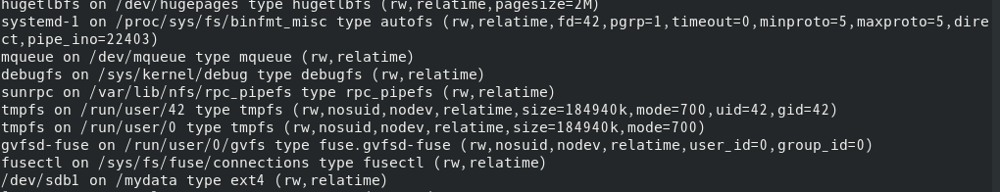 hugetlbfs on /dev/hugepages type hugetlbfs (rw,relatime,pagesize=2M)
systemd-1 on /proc/sys/fs/binfmt_misc type autofs (rw,relatime,fd=42,pgrp=1,timeout=0,minproto=5,maxproto=5,dire
ct,pipe_ino=22403)
mqueue on /dev/mqueue type mqueue (rw,relatime)
debugfs on /sys/kernel/debug type debugfs (rw,relatime)
sunrpc on /var/lib/nfs/rpc_pipefs type rpc_pipefs (rw,relatime)
tmpfs on /run/user/42 type tmpfs (rw,nosuid,nodev,relatime,size=184940k,mode=700,uid=42,gid=42)
tmpfs on /run/user/0 type tmpfs (rw,nosuid,nodev,relatime,size=184940k,mode=700)
gvfsd-fuse on /run/user/0/gvfs type fuse.gvfsd-fuse (rw,nosuid,nodev,relatime,user_id=0,group_id=0)
fusectl on /sys/fs/fuse/connections type fusectl (rw,relatime)
/dev/sdb1 on /mydata type ext4 (rw,relatime)